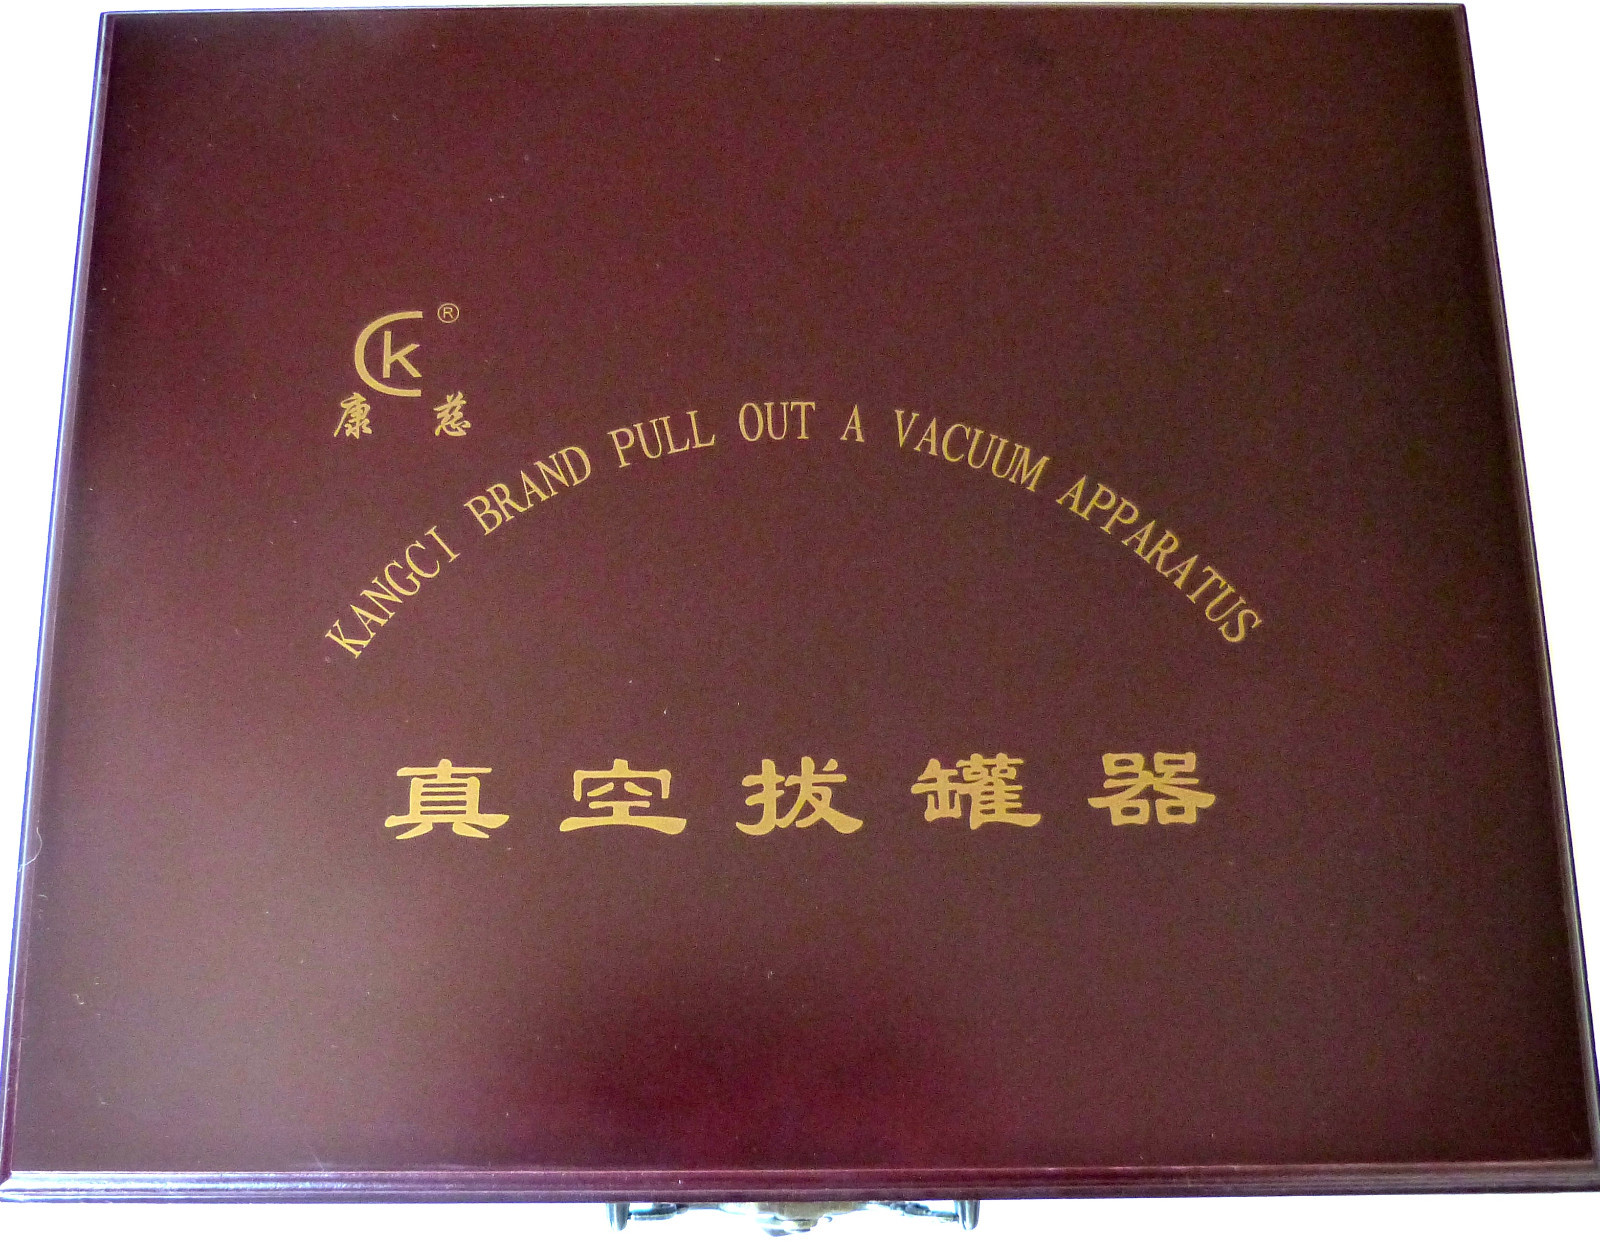 CK®
康慈
KANGCI BRAND PULL OUT A VACUUM APPARATUS
真空拔罐器